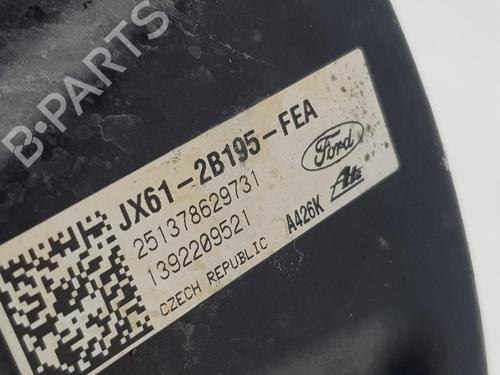 B-PARTS
JX61-2B195-FEA
251378629731
1392209521
CZECH REPUBLIC
A426K
Ford
Ate